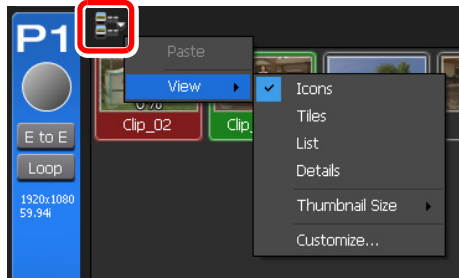 P1
Paste
View
0 %
Clip_02
Clip_
Icons
Tiles
List
Details
Thumbnail Size
Customize...
E to E
Loop
1920x1080
59.94i